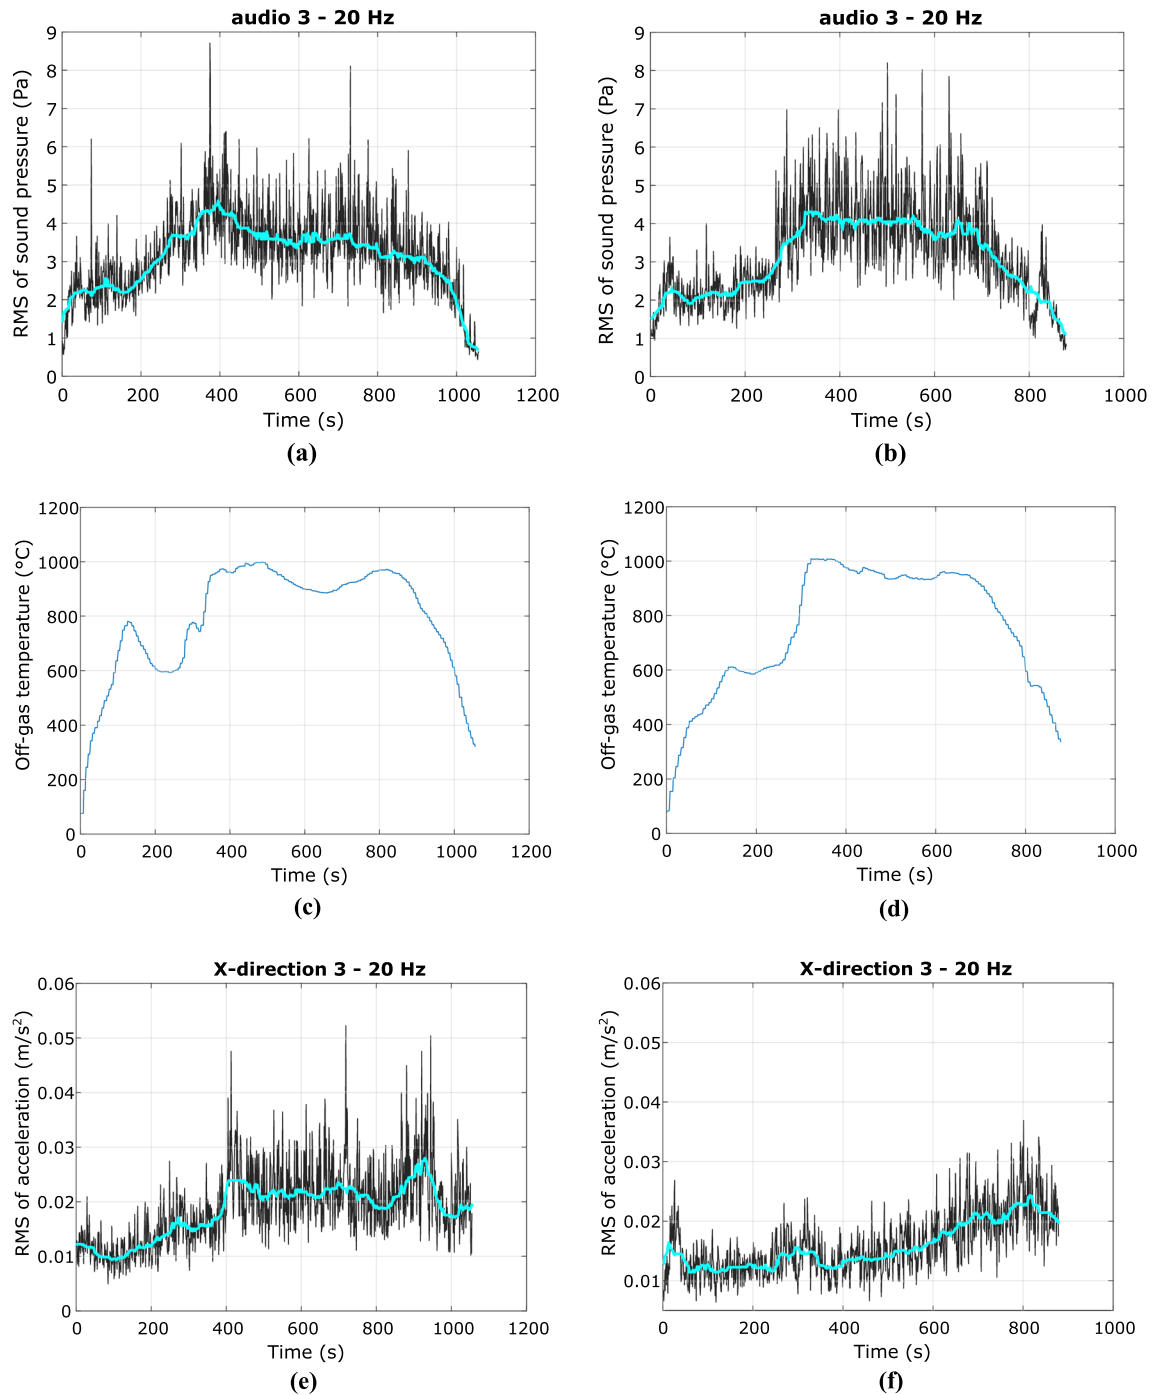 audio 3 - 20 Hz
RMS of sound pressure (Pa)
9
8
7
6
5
4
3
2
1
0
0 200 400 600 800 1000 1200
Time (s)
(a)
audio 3 - 20 Hz
RMS of sound pressure (Pa)
9
8
7
6
5
4
3
2
1
0
0 200 400 600 800 1000
Time (s)
(b)
Off-gas temperature (°C)
1200
1000
800
600
400
200
0
0 200 400 600 800 1000 1200
Time (s)
(c)
Off-gas temperature (°C)
1200
1000
800
600
400
200
0
0 200 400 600 800 1000
Time (s)
(d)
X-direction 3 - 20 Hz
RMS of acceleration (m/s²)
0.06
0.05
0.04
0.03
0.02
0.01
0
0 200 400 600 800 1000 1200
Time (s)
(e)
X-direction 3 - 20 Hz
RMS of acceleration (m/s²)
0.06
0.05
0.04
0.03
0.02
0.01
0 200 400 600 800 1000
Time (s)
(f)